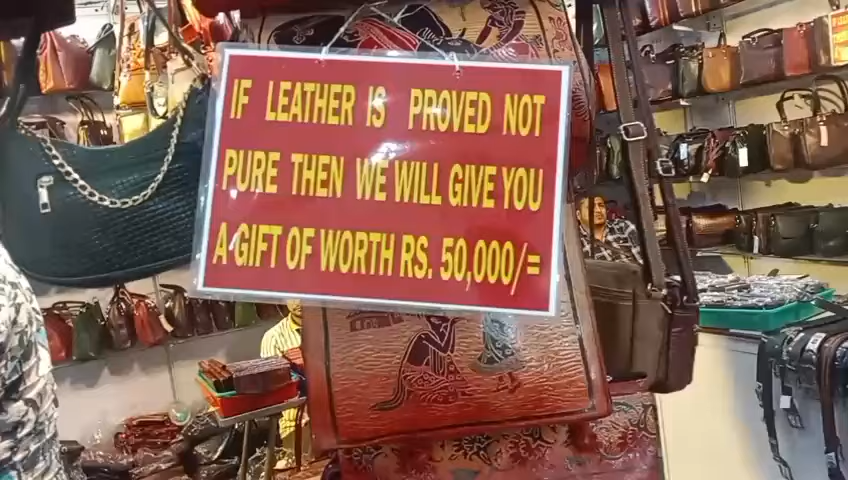 IF LEATHER IS PROVED NOT
PURE THEN WE WILL GIVE YOU
A GIFT OF WORTH RS. 50,000/=